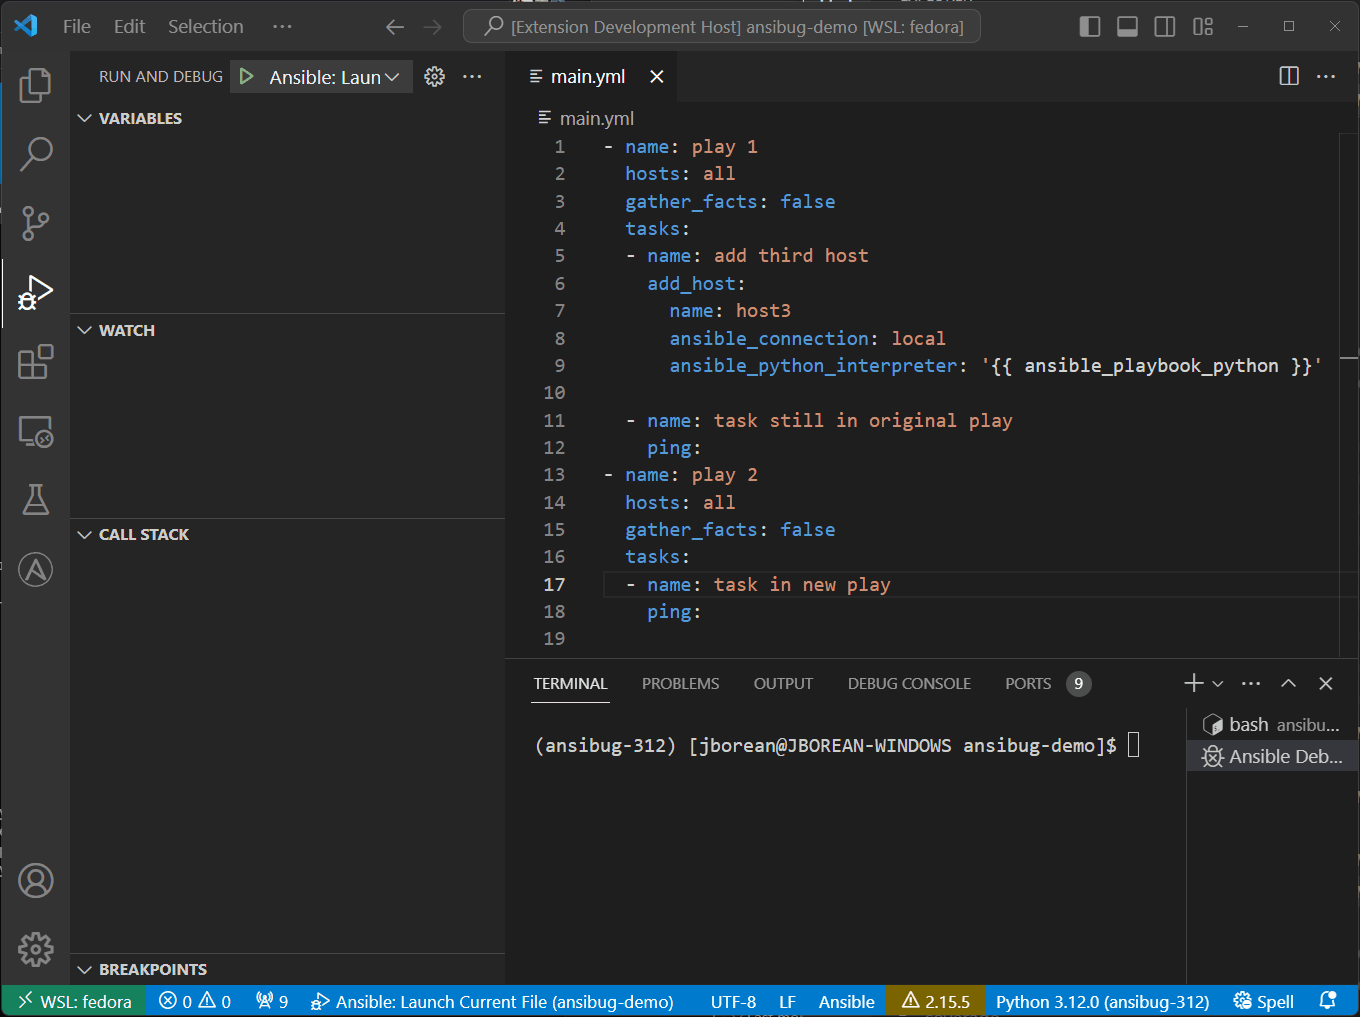 File Edit Selection ··· [Extension Development Host] ansibug-demo [WSL: fedora]
RUN AND DEBUG Ansible: Laun
VARIABLES
WATCH
CALL STACK
BREAKPOINTS
main.yml
main.yml
1 - name: play 1
2 hosts: all
3 gather_facts: false
4 tasks:
5 - name: add third host
6 add_host:
7 name: host3
8 ansible_connection: local
9 ansible_python_interpreter: '{{ ansible_playbook_python }}'
10
11 - name: task still in original play
12 ping:
13 - name: play 2
14 hosts: all
15 gather_facts: false
16 tasks:
17 - name: task in new play
18 ping:
19
TERMINAL PROBLEMS OUTPUT DEBUG CONSOLE PORTS 9
(ansibug-312) [jborean@JBOREAN-WINDOWS ansibug-demo]$
bash ansibu...
Ansible Deb...
WSL: fedora 0 0 9 Ansible: Launch Current File (ansibug-demo) UTF-8 LF Ansible 2.15.5 Python 3.12.0 (ansibug-312) Spell